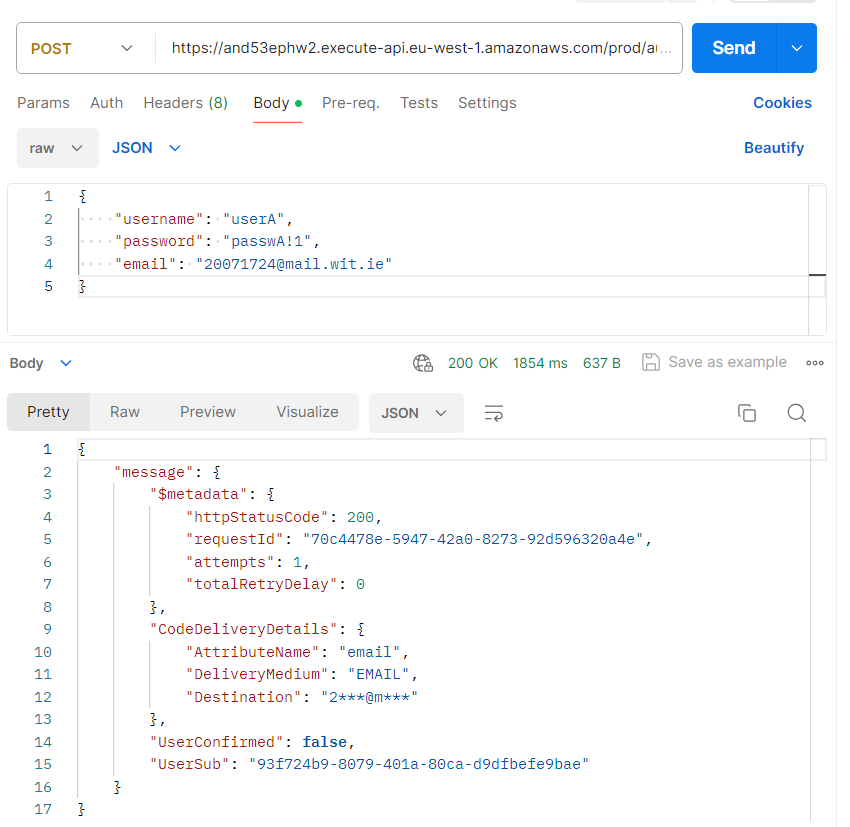 POST https://and53ephw2.execute-api.eu-west-1.amazonaws.com/prod/au... Send
Params Auth Headers (8) Body Pre-req. Tests Settings Cookies
raw JSON Beautify
1 {
2 ····"username":·"userA",
3 ····"password":·"passwA!1",
4 ····"email":·"20071724@mail.wit.ie"
5 }
Body 200 OK 1854 ms 637 B Save as example
Pretty Raw Preview Visualize JSON
1 {
2 "message": {
3 "$metadata": {
4 "httpStatusCode": 200,
5 "requestId": "70c4478e-5947-42a0-8273-92d596320a4e",
6 "attempts": 1,
7 "totalRetryDelay": 0
8 },
9 "CodeDeliveryDetails": {
10 "AttributeName": "email",
11 "DeliveryMedium": "EMAIL",
12 "Destination": "2***@m***"
13 },
14 "UserConfirmed": false,
15 "UserSub": "93f724b9-8079-401a-80ca-d9dfbefe9bae"
16 }
17 }